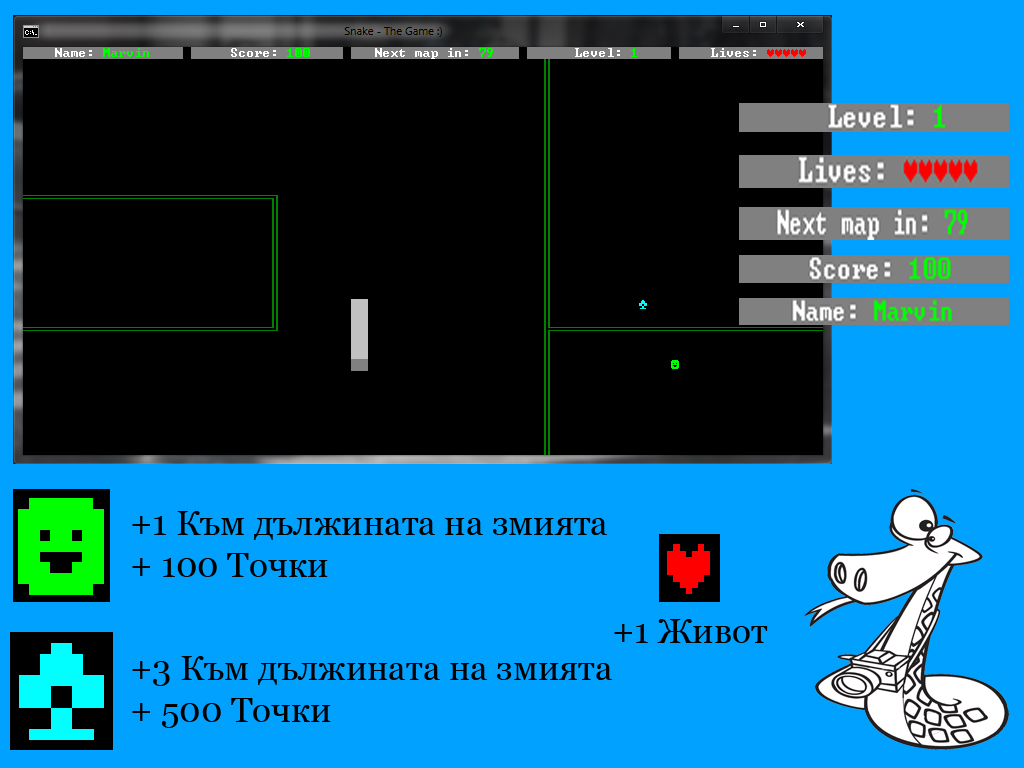 Snake - The Game :)
Name: Marvin Score: 100 Next map in: 79 Level: 1 Lives: ♥♥♥♥♥
Level: 1
Lives: ♥♥♥♥♥
Next map in: 79
Score: 100
Name: Marvin
+1 Към дължината на змията
+ 100 Точки
+1 Живот
+3 Към дължината на змията
+ 500 Точки